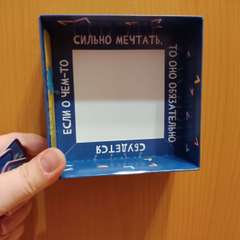 ЕСЛИ О ЧЕМ-ТО
СИЛЬНО МЕЧТАТЬ,
ТО ОНО ОБЯЗАТЕЛЬНО
СБУДЕТСЯ